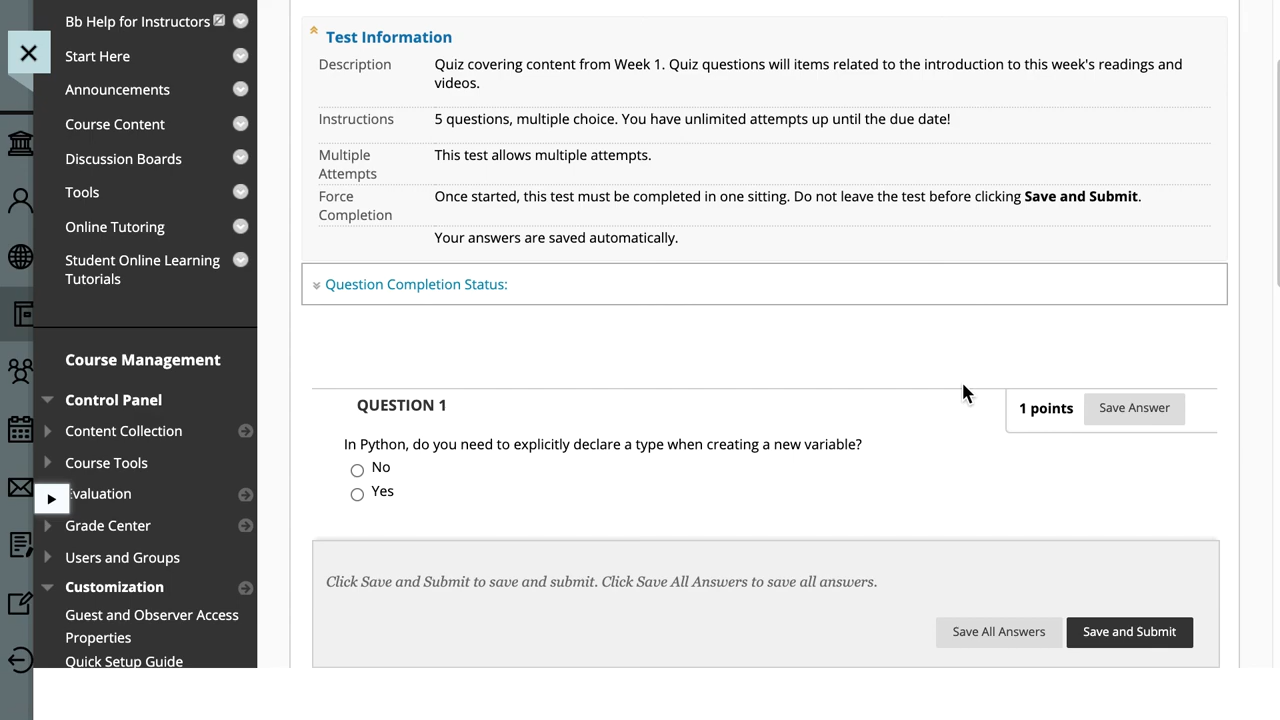 Bb Help for Instructors
Start Here
Announcements
Course Content
Discussion Boards
Tools
Online Tutoring
Student Online Learning
Tutorials
Course Management
Control Panel
Content Collection
Course Tools
Evaluation
Grade Center
Users and Groups
Customization
Guest and Observer Access
Properties
Quick Setup Guide
Test Information
Description
Quiz covering content from Week 1. Quiz questions will items related to the introduction to this week's readings and
videos.
Instructions
5 questions, multiple choice. You have unlimited attempts up until the due date!
Multiple
Attempts
This test allows multiple attempts.
Force
Completion
Once started, this test must be completed in one sitting. Do not leave the test before clicking Save and Submit.
Your answers are saved automatically.
Question Completion Status:
QUESTION 1
1 points
Save Answer
In Python, do you need to explicitly declare a type when creating a new variable?
No
Yes
Click Save and Submit to save and submit. Click Save All Answers to save all answers.
Save All Answers
Save and Submit